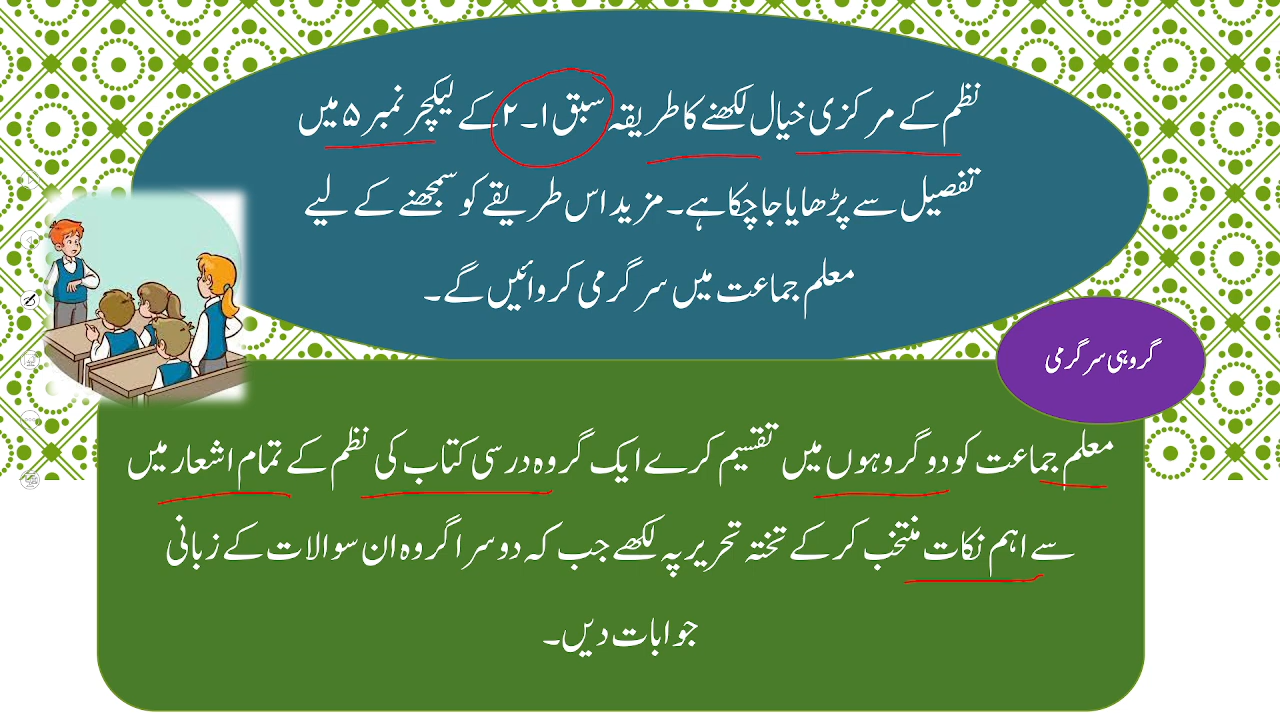 نظم کے مرکزی خیال لکھنے کا طریقہ سبق ۱۔۲ کے لیکچر نمبر ۵ میں
تفصیل سے پڑھایا جا چکا ہے۔ مزید اس طریقے کو سمجھنے کے لیے
معلم جماعت میں سرگرمی کروائیں گے۔
گروہی سرگرمی
معلم جماعت کو دو گروہوں میں تقسیم کرے ایک گروہ درسی کتاب کی نظم کے تمام اشعار میں
سے اہم نکات منتخب کر کے تختہ تحریر پہ لکھے جب کہ دوسرا گروہ ان سوالات کے زبانی
جوابات دیں۔